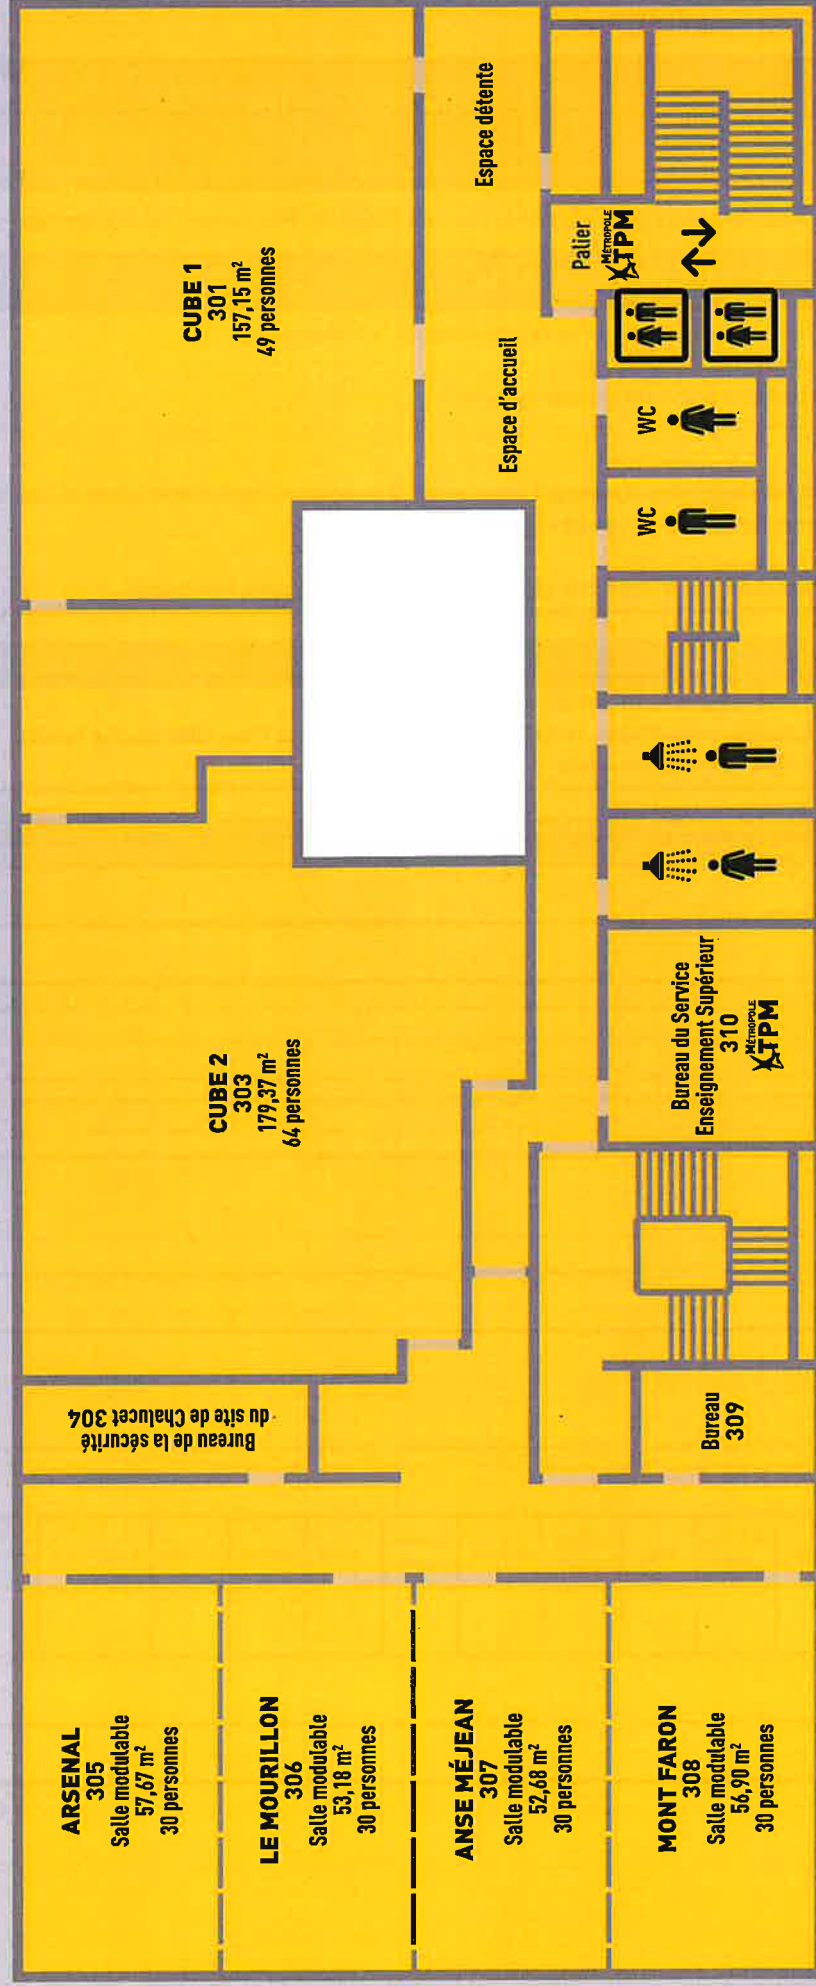 CUBE 1
301
157,15 m²
49 personnes
Espace détente
Espace d'accueil
Palier
MÉTROPOLE
TPM
WC
WC
CUBE 2
303
179,37 m²
64 personnes
Bureau du Service
Enseignement Supérieur
310
MÉTROPOLE
TPM
Bureau de la sécurité
du site de Chalucet 304
Bureau
309
ARSENAL
305
Salle modulable
57,67 m²
30 personnes
LE MOURILLON
306
Salle modulable
53,18 m²
30 personnes
ANSE MÉJEAN
307
Salle modulable
52,68 m²
30 personnes
MONT FARON
308
Salle modulable
56,90 m²
30 personnes